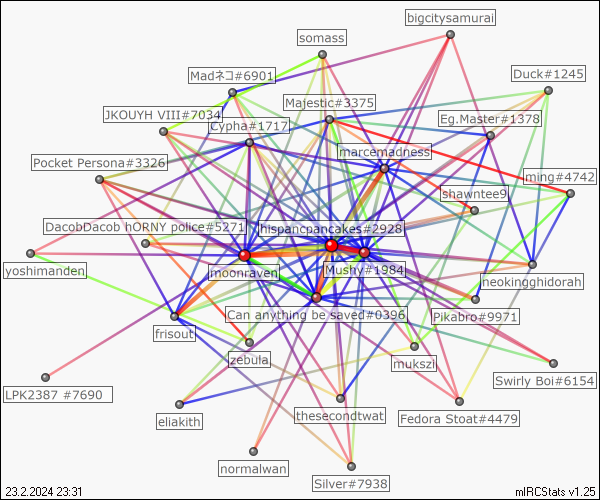 bigcitysamurai
somass
Madネコ#6901
Duck#1245
Majestic#3375
JKOUYH VIII#7034
Cypha#1717
Eg.Master#1378
marcemadness
Pocket Persona#3326
ming#4742
shawntee9
DacobDacob hORNY police#5271
hispancpancakes#2928
moonraven
Mushy#1984
yoshimanden
neokingghidorah
Can anything be saved#0396
Pikabro#9971
frisout
zebula
mukszi
Swirly Boi#6154
LPK2387 #7690
eliakith
thesecondtwat
Fedora Stoat#4479
normalwan
Silver#7938
23.2.2024 23:31
mIRCStats v1.25